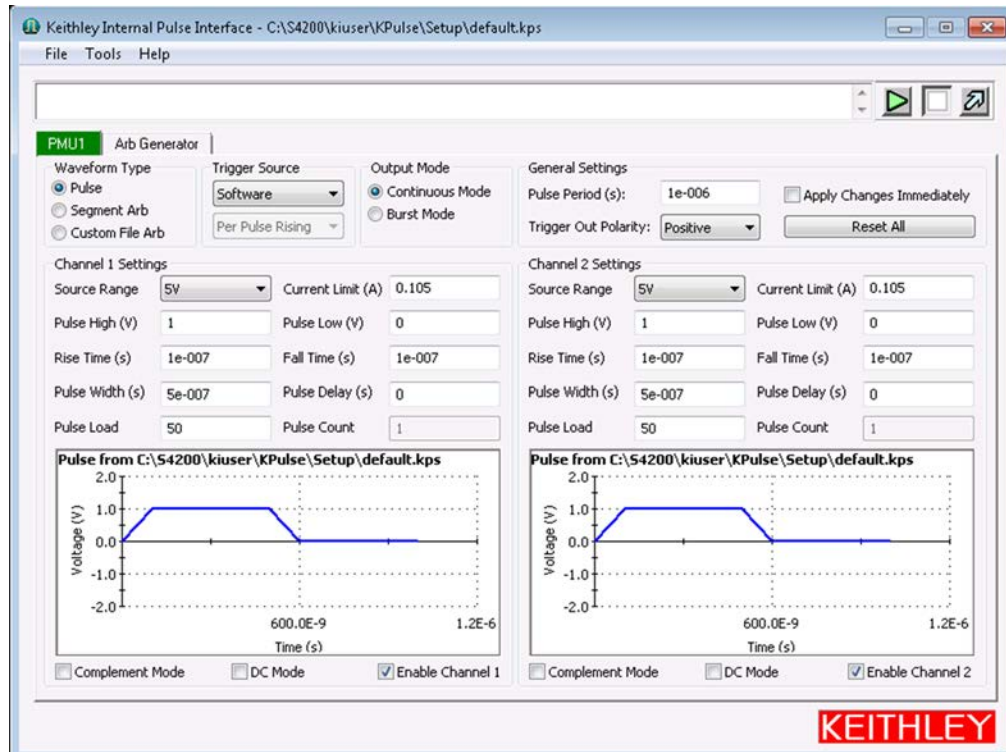 Keithley Internal Pulse Interface - C:\S4200\kiuser\KPulse\Setup\default.kps
File Tools Help
PMU1 Arb Generator
Waveform Type
Pulse
Segment Arb
Custom File Arb
Trigger Source
Software
Per Pulse Rising
Output Mode
Continuous Mode
Burst Mode
General Settings
Pulse Period (s): 1e-006 Apply Changes Immediately
Trigger Out Polarity: Positive Reset All
Channel 1 Settings
Source Range 5V Current Limit (A) 0.105
Pulse High (V) 1 Pulse Low (V) 0
Rise Time (s) 1e-007 Fall Time (s) 1e-007
Pulse Width (s) 5e-007 Pulse Delay (s) 0
Pulse Load 50 Pulse Count 1
Pulse from C:\S4200\kiuser\KPulse\Setup\default.kps
2.0
1.0
0.0
-1.0
-2.0
Voltage (V)
600.0E-9 1.2E-6
Time (s)
Complement Mode DC Mode Enable Channel 1
Channel 2 Settings
Source Range 5V Current Limit (A) 0.105
Pulse High (V) 1 Pulse Low (V) 0
Rise Time (s) 1e-007 Fall Time (s) 1e-007
Pulse Width (s) 5e-007 Pulse Delay (s) 0
Pulse Load 50 Pulse Count 1
Pulse from C:\S4200\kiuser\KPulse\Setup\default.kps
2.0
1.0
0.0
-1.0
-2.0
Voltage (V)
600.0E-9 1.2E-6
Time (s)
Complement Mode DC Mode Enable Channel 2
KEITHLEY